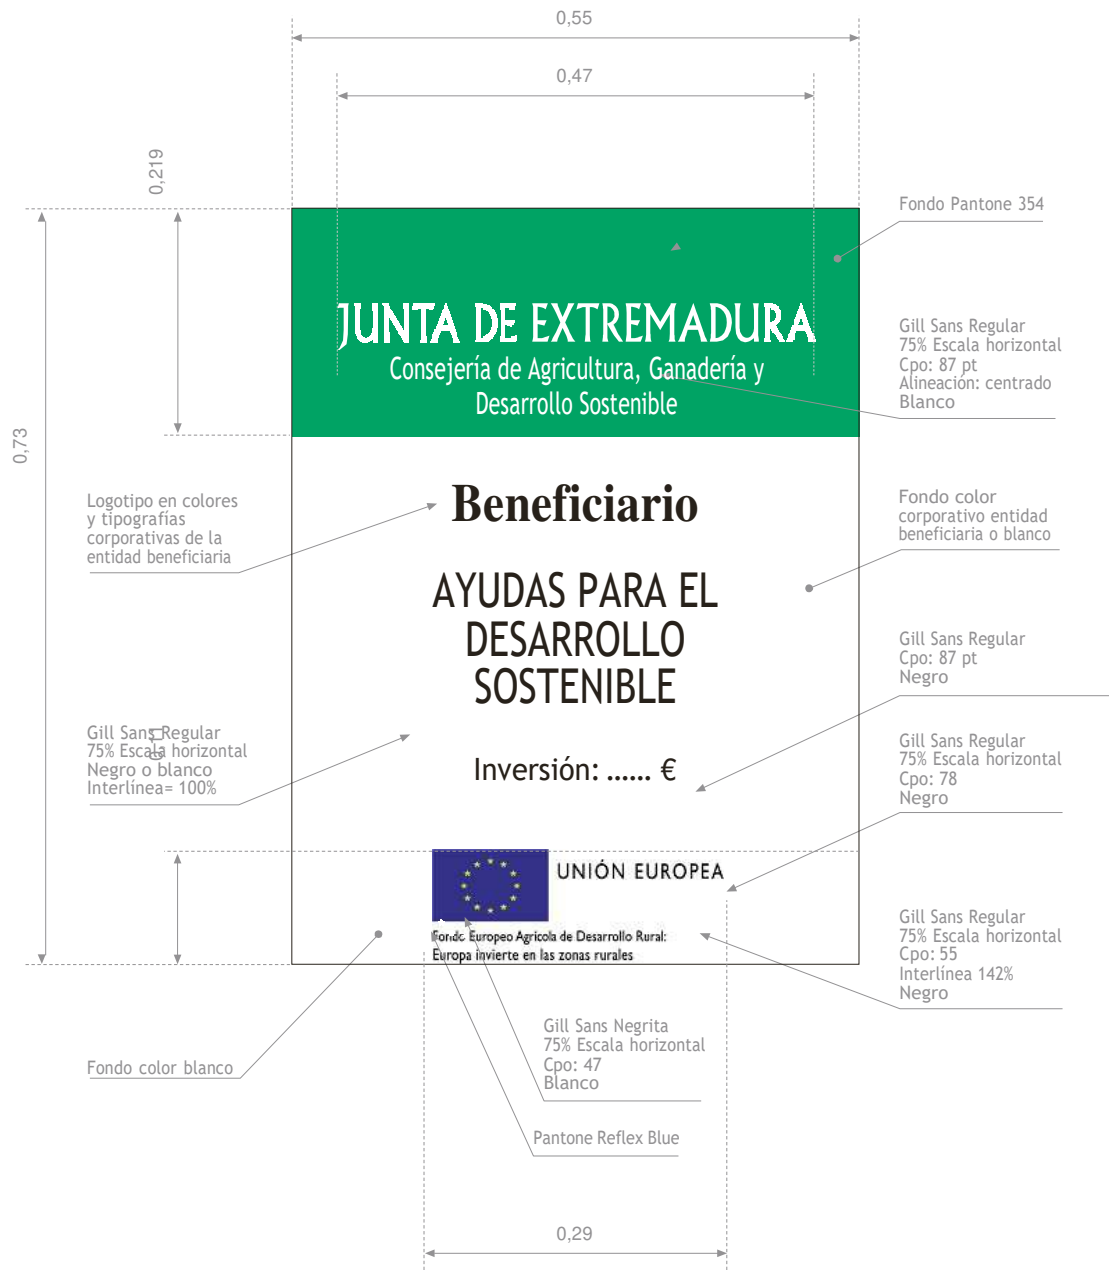 0,55
0,47
0,219
0,73
Fondo Pantone 354
JUNTA DE EXTREMADURA
Consejería de Agricultura, Ganadería y
Desarrollo Sostenible
Gill Sans Regular
75% Escala horizontal
Cpo: 87 pt
Alineación: centrado
Blanco
Logotipo en colores
y tipografías
corporativas de la
entidad beneficiaria
Beneficiario
Fondo color
corporativo entidad
beneficiaria o blanco
AYUDAS PARA EL
DESARROLLO
SOSTENIBLE
Gill Sans Regular
Cpo: 87 pt
Negro
Gill Sans Regular
75% Escala horizontal
Negro o blanco
Interlínea= 100%
Inversión: ...... €
Gill Sans Regular
75% Escala horizontal
Cpo: 78
Negro
UNIÓN EUROPEA
Fondo Europeo Agrícola de Desarrollo Rural:
Europa invierte en las zonas rurales
Gill Sans Regular
75% Escala horizontal
Cpo: 55
Interlínea 142%
Negro
Fondo color blanco
Gill Sans Negrita
75% Escala horizontal
Cpo: 47
Blanco
Pantone Reflex Blue
0,29